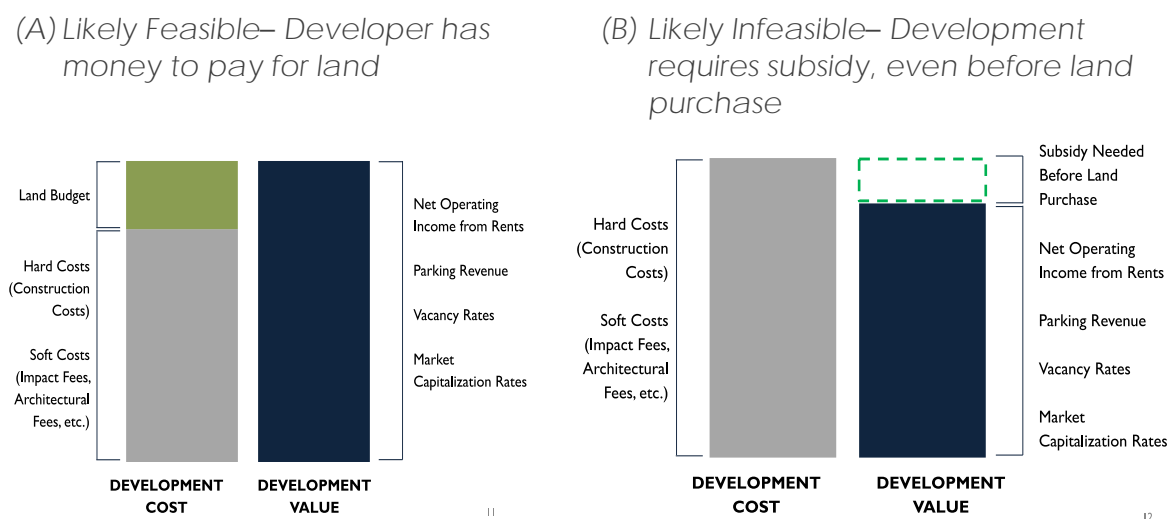 (A) Likely Feasible– Developer has
money to pay for land
Land Budget
Hard Costs
(Construction
Costs)
Soft Costs
(Impact Fees,
Architectural
Fees, etc.)
Net Operating
Income from Rents
Parking Revenue
Vacancy Rates
Market
Capitalization Rates
DEVELOPMENT
COST
DEVELOPMENT
VALUE
11
(B) Likely Infeasible– Development
requires subsidy, even before land
purchase
Hard Costs
(Construction
Costs)
Soft Costs
(Impact Fees,
Architectural
Fees, etc.)
Subsidy Needed
Before Land
Purchase
Net Operating
Income from Rents
Parking Revenue
Vacancy Rates
Market
Capitalization Rates
DEVELOPMENT
COST
DEVELOPMENT
VALUE
12